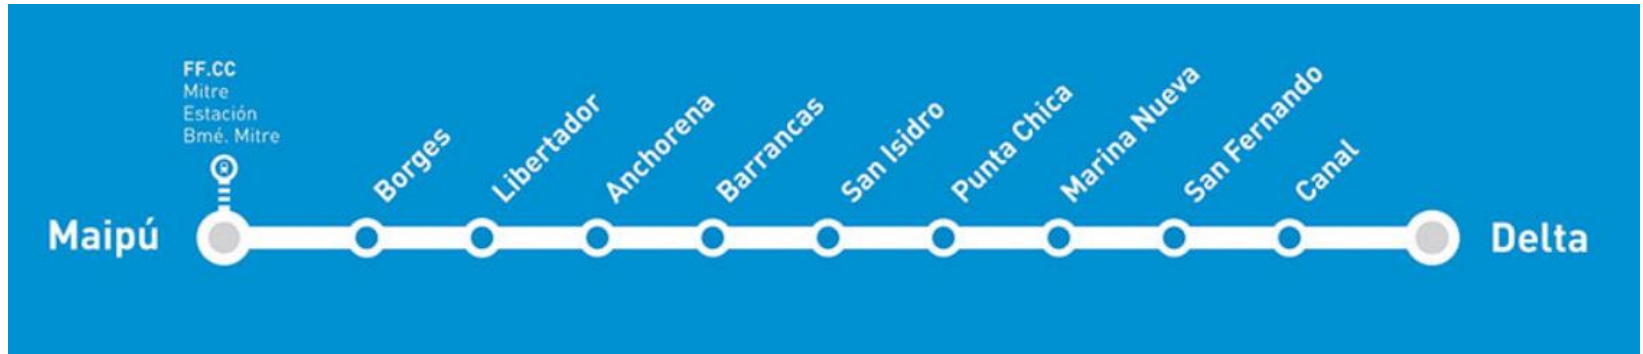 FF.CC
Mitre
Estación
Bmé. Mitre
Maipú
Borges
Libertador
Anchorena
Barrancas
San Isidro
Punta Chica
Marina Nueva
San Fernando
Canal
Delta